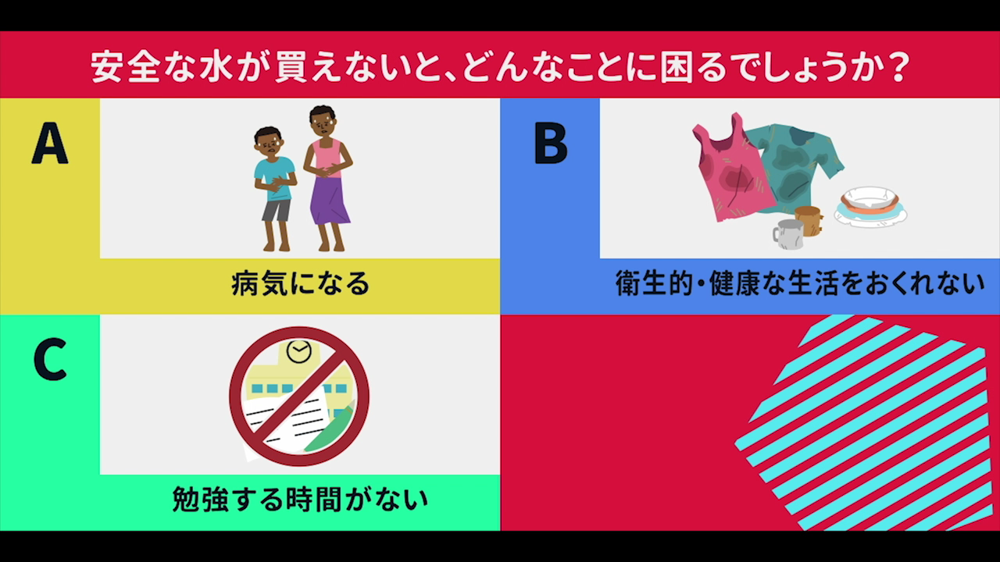 安全な水が買えないと、どんなことに困るでしょうか？
A
病気になる
B
衛生的・健康な生活をおくれない
C
勉強する時間がない